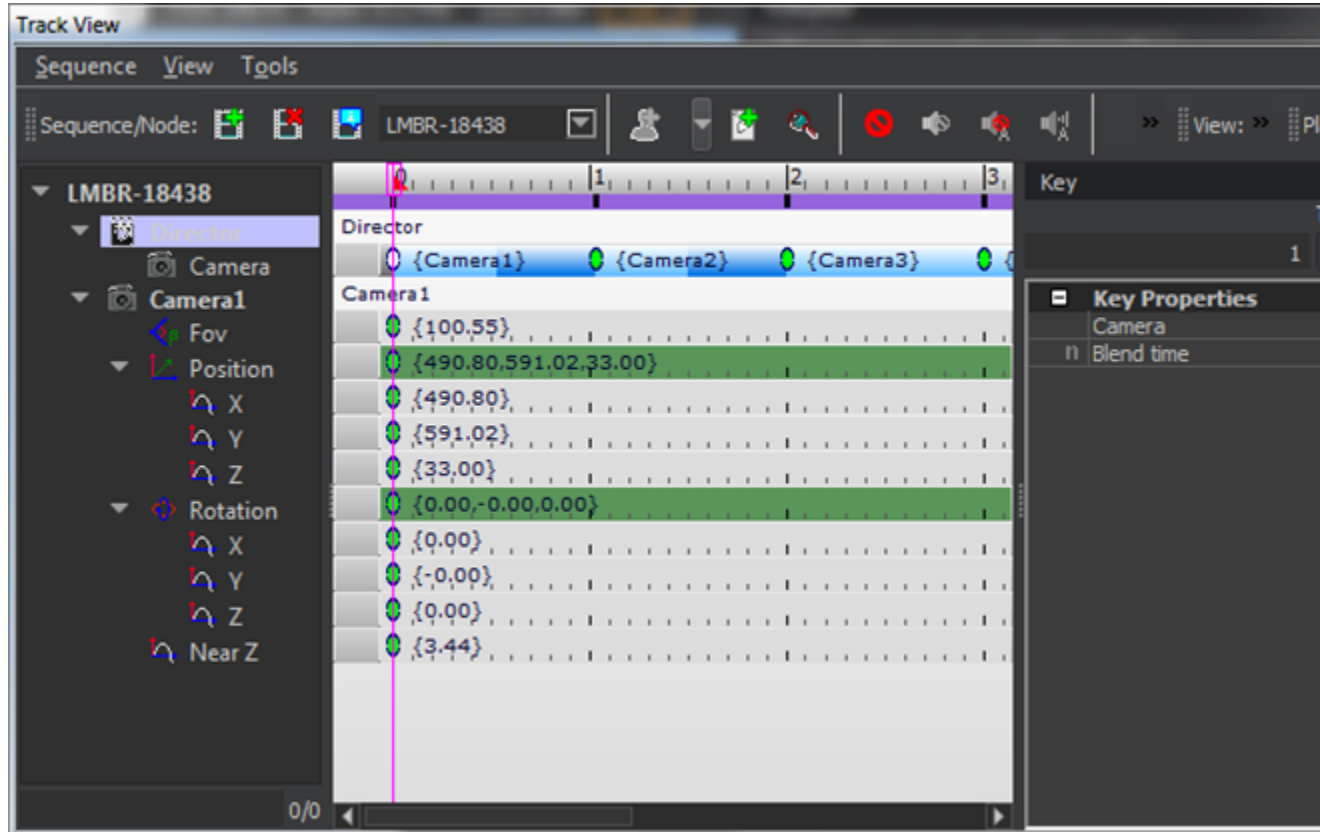 Track View
Sequence View Tools
Sequence/Node: LMBR-18438 » View: » Pl
LMBR-18438
Director
Camera
Camera1
Fov
Position
X
Y
Z
Rotation
X
Y
Z
Near Z
0/0
0 1 2 3
Director
{Camera1} {Camera2} {Camera3} {
Camera1
{100.55}
{490.80,591.02,33.00}
{490.80}
{591.02}
{33.00}
{0.00,-0.00,0.00}
{0.00}
{-0.00}
{0.00}
{3.44}
Key
1
Key Properties
Camera
n Blend time